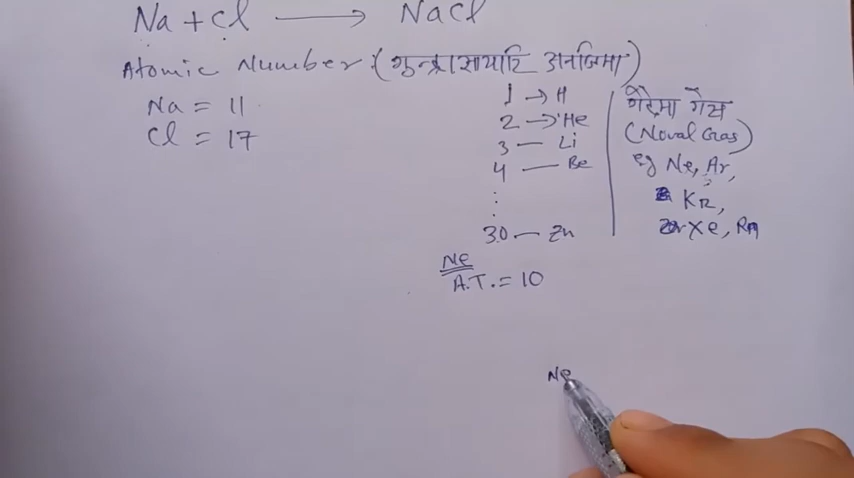 Na + Cl ⟶ NaCl
Atomic Number. (गुन्द्रासायारि अनजिमा)
Na = 11
Cl = 17
1 → H
2 → He
3 — Li
4 — Be
⋮
30 — Zn
गैदेमा गैस
(Noval Gas)
eg Ne, Ar,
Kr,
Xe, Rn
Ne
A.T. = 10
Ne